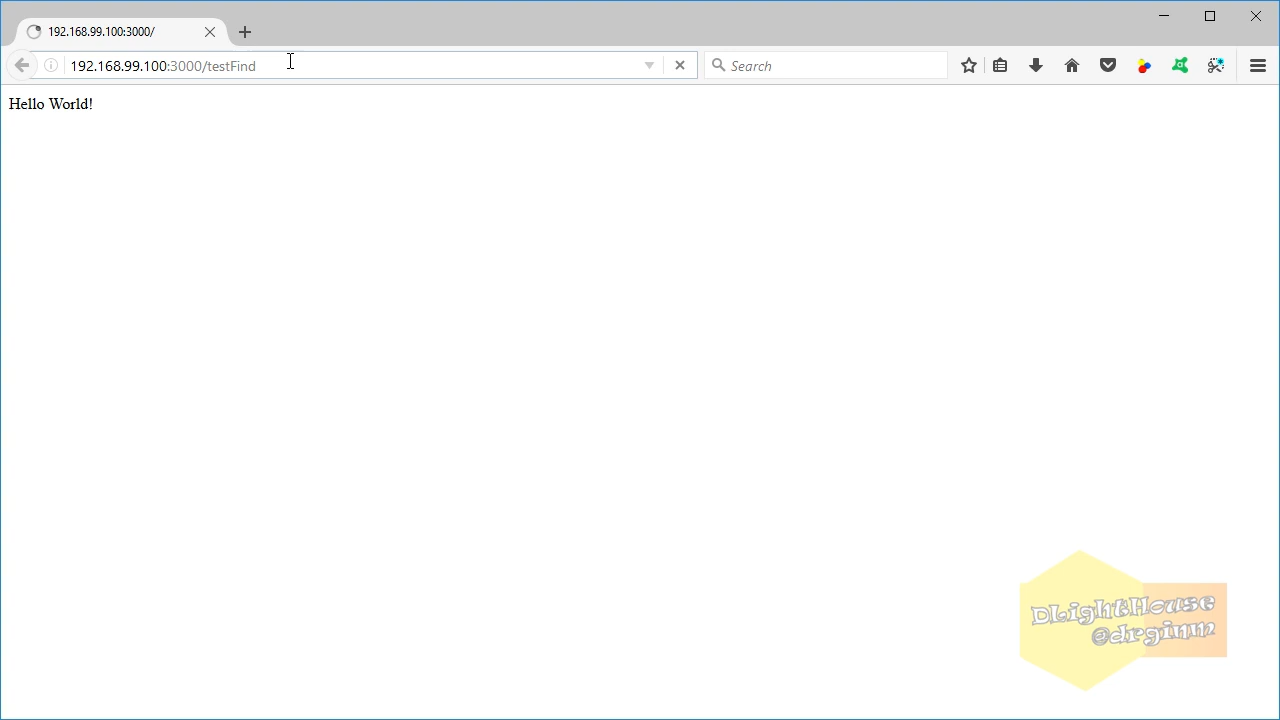 192.168.99.100:3000/
192.168.99.100:3000/testFind
Search
Hello World!
DLightHouse
@drginm